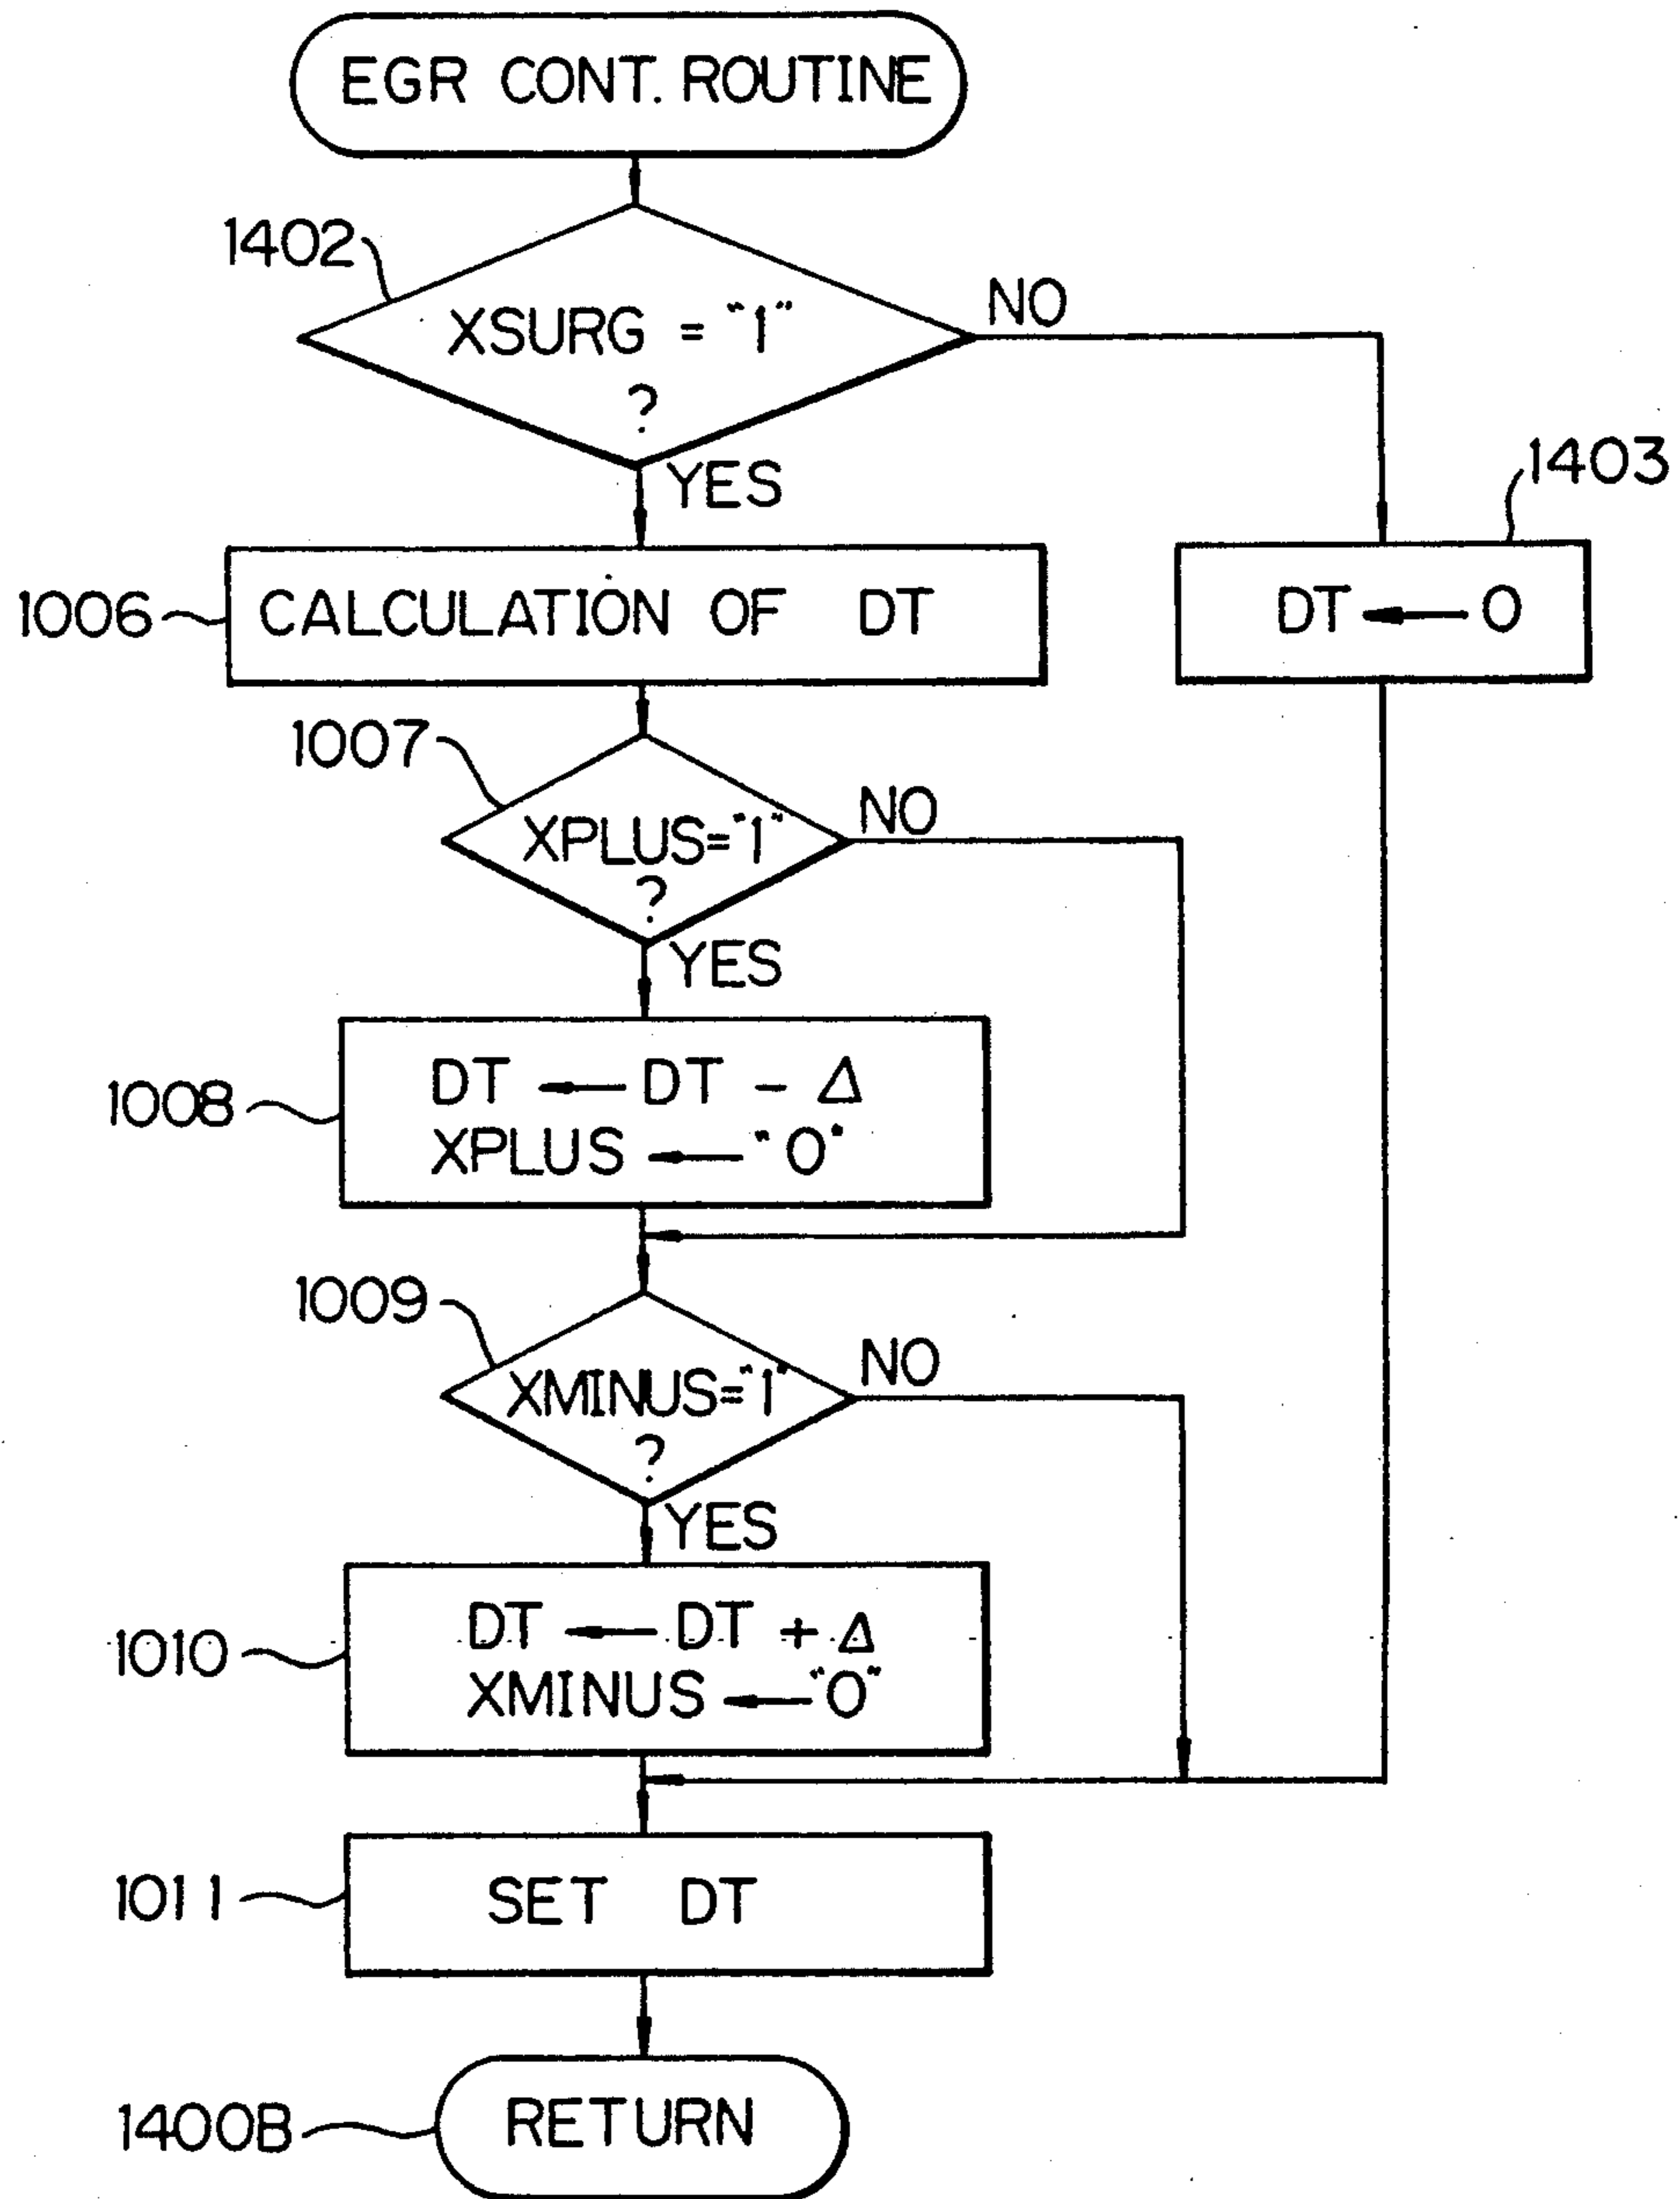 EGR CONT. ROUTINE
1402
XSURG = "1"
?
NO
YES
1403
1006
CALCULATION OF DT
DT ← 0
1007
XPLUS="1"
?
NO
YES
1008
DT ← DT - Δ
XPLUS ← "0"
1009
XMINUS="1"
?
NO
YES
1010
DT ← DT + Δ
XMINUS ← "0"
1011
SET DT
1400B
RETURN